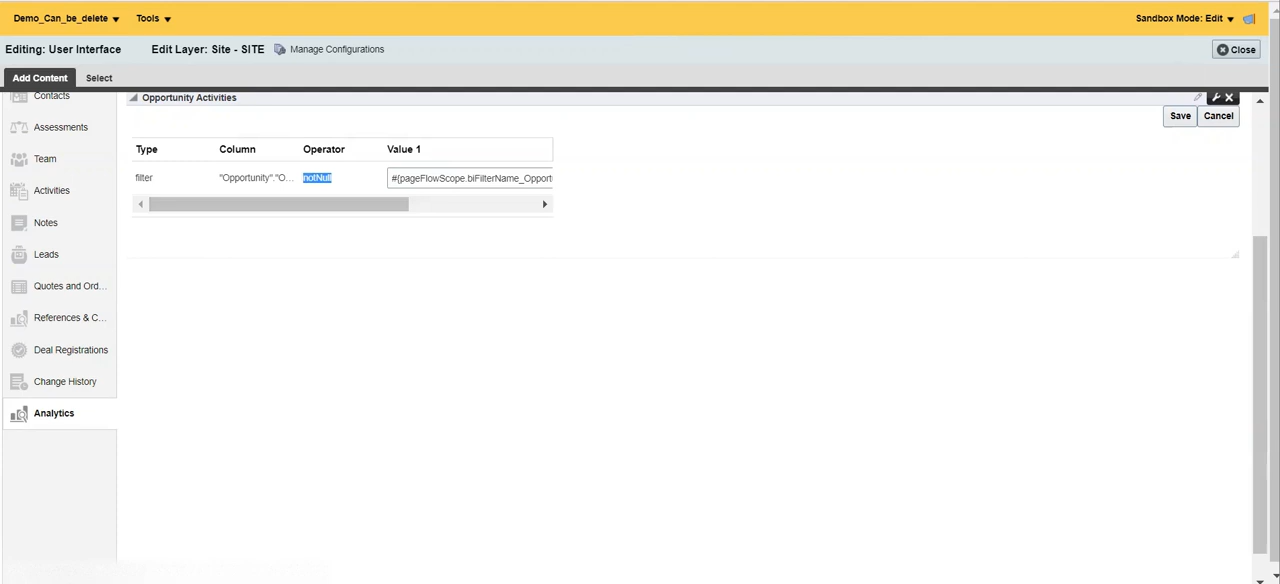 Demo_Can_be_delete Tools Sandbox Mode: Edit
Editing: User Interface Edit Layer: Site - SITE Manage Configurations Close
Add Content Select
Contacts
Opportunity Activities
Save Cancel
Assessments
Type Column Operator Value 1
Team
filter "Opportunity"."O... notNull #{pageFlowScope.biFilterName_Opport
Activities
Notes
Leads
Quotes and Ord...
References & C...
Deal Registrations
Change History
Analytics